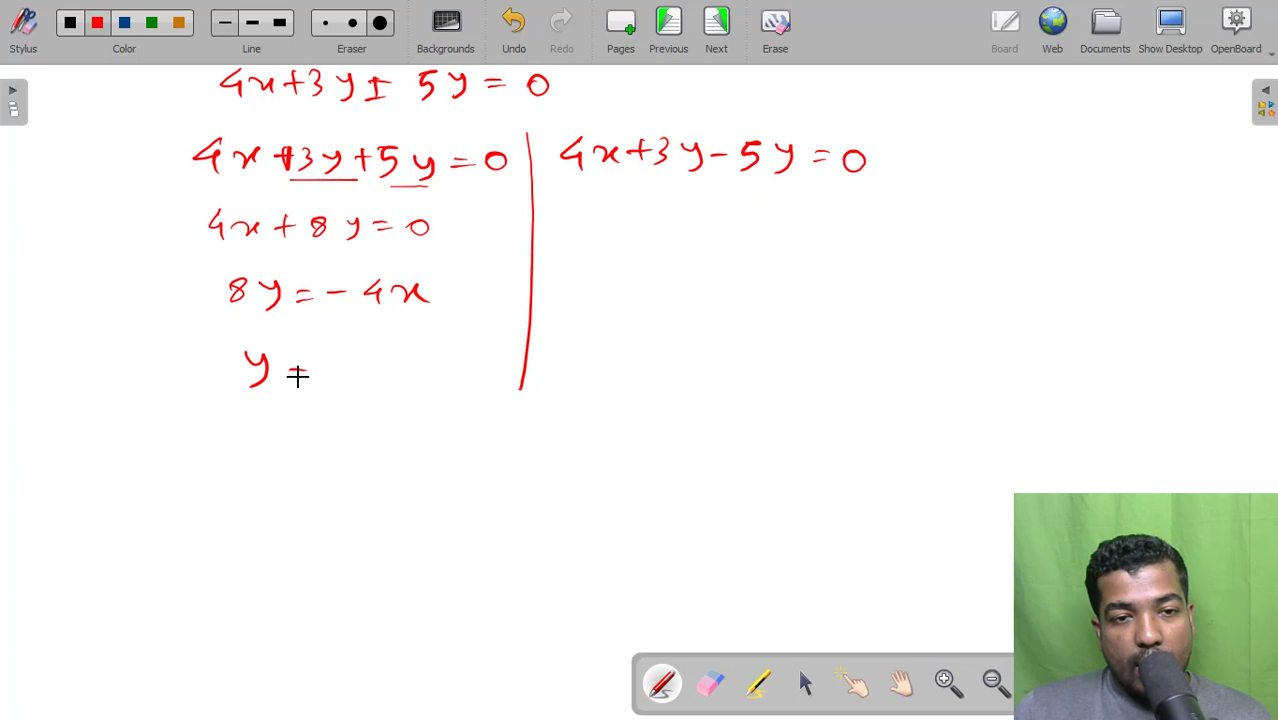 Stylus Color Line Eraser Backgrounds Undo Redo Pages Previous Next Erase Board Web Documents Show Desktop OpenBoard
4x+3y± 5y=0
4x+3y+5y=0
4x+8y=0
8y=-4x
y=
4x+3y-5y=0